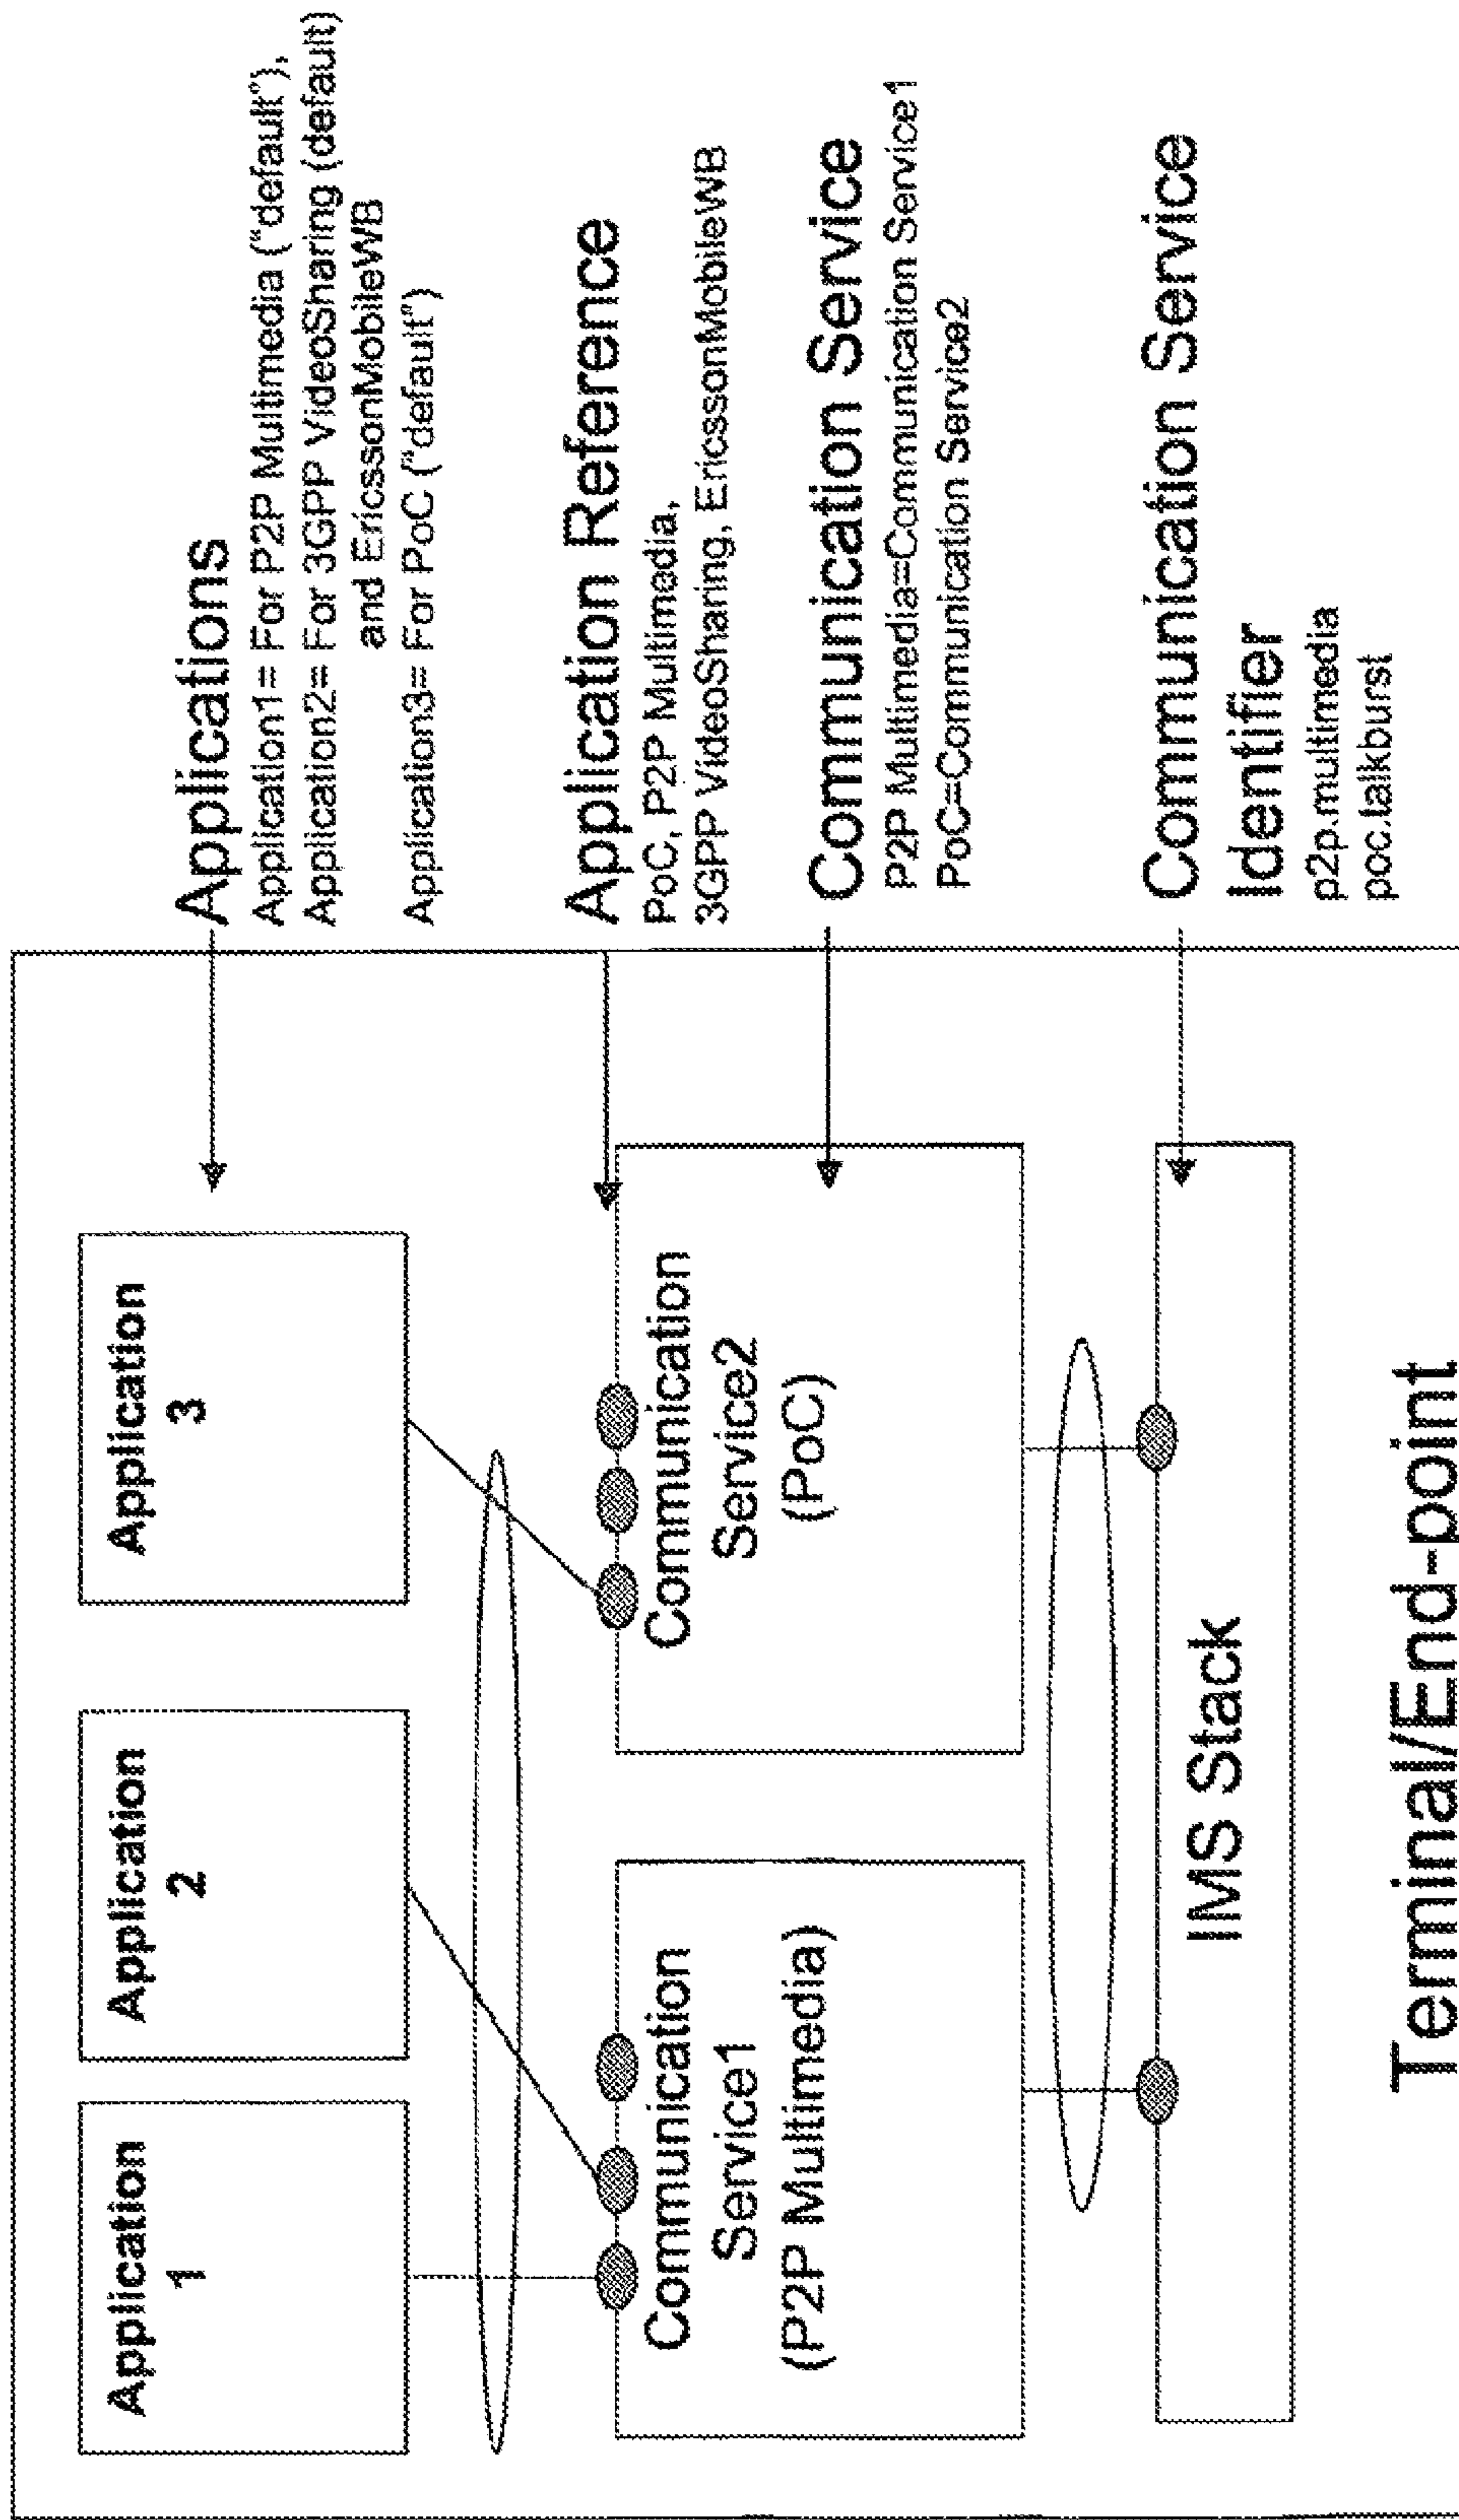 Application
1
Application
2
Application
3
Communication
Service1
(P2P Multimedia)
Communication
Service2
(PoC)
IMS Stack
Terminal/End-point
Applications
Application1= For P2P Multimedia ("default"),
Application2= For 3GPP VideoSharing (default)
and EricssonMobileWB
Application3= For PoC ("default")
Application Reference
PoC, P2P Multimedia,
3GPP VideoSharing, EricssonMobileWB
Communication Service
P2P Multimedia=Communication Service1
PoC=Communication Service2
Communication Service
Identifier
p2p.multimedia
poc.talkburst